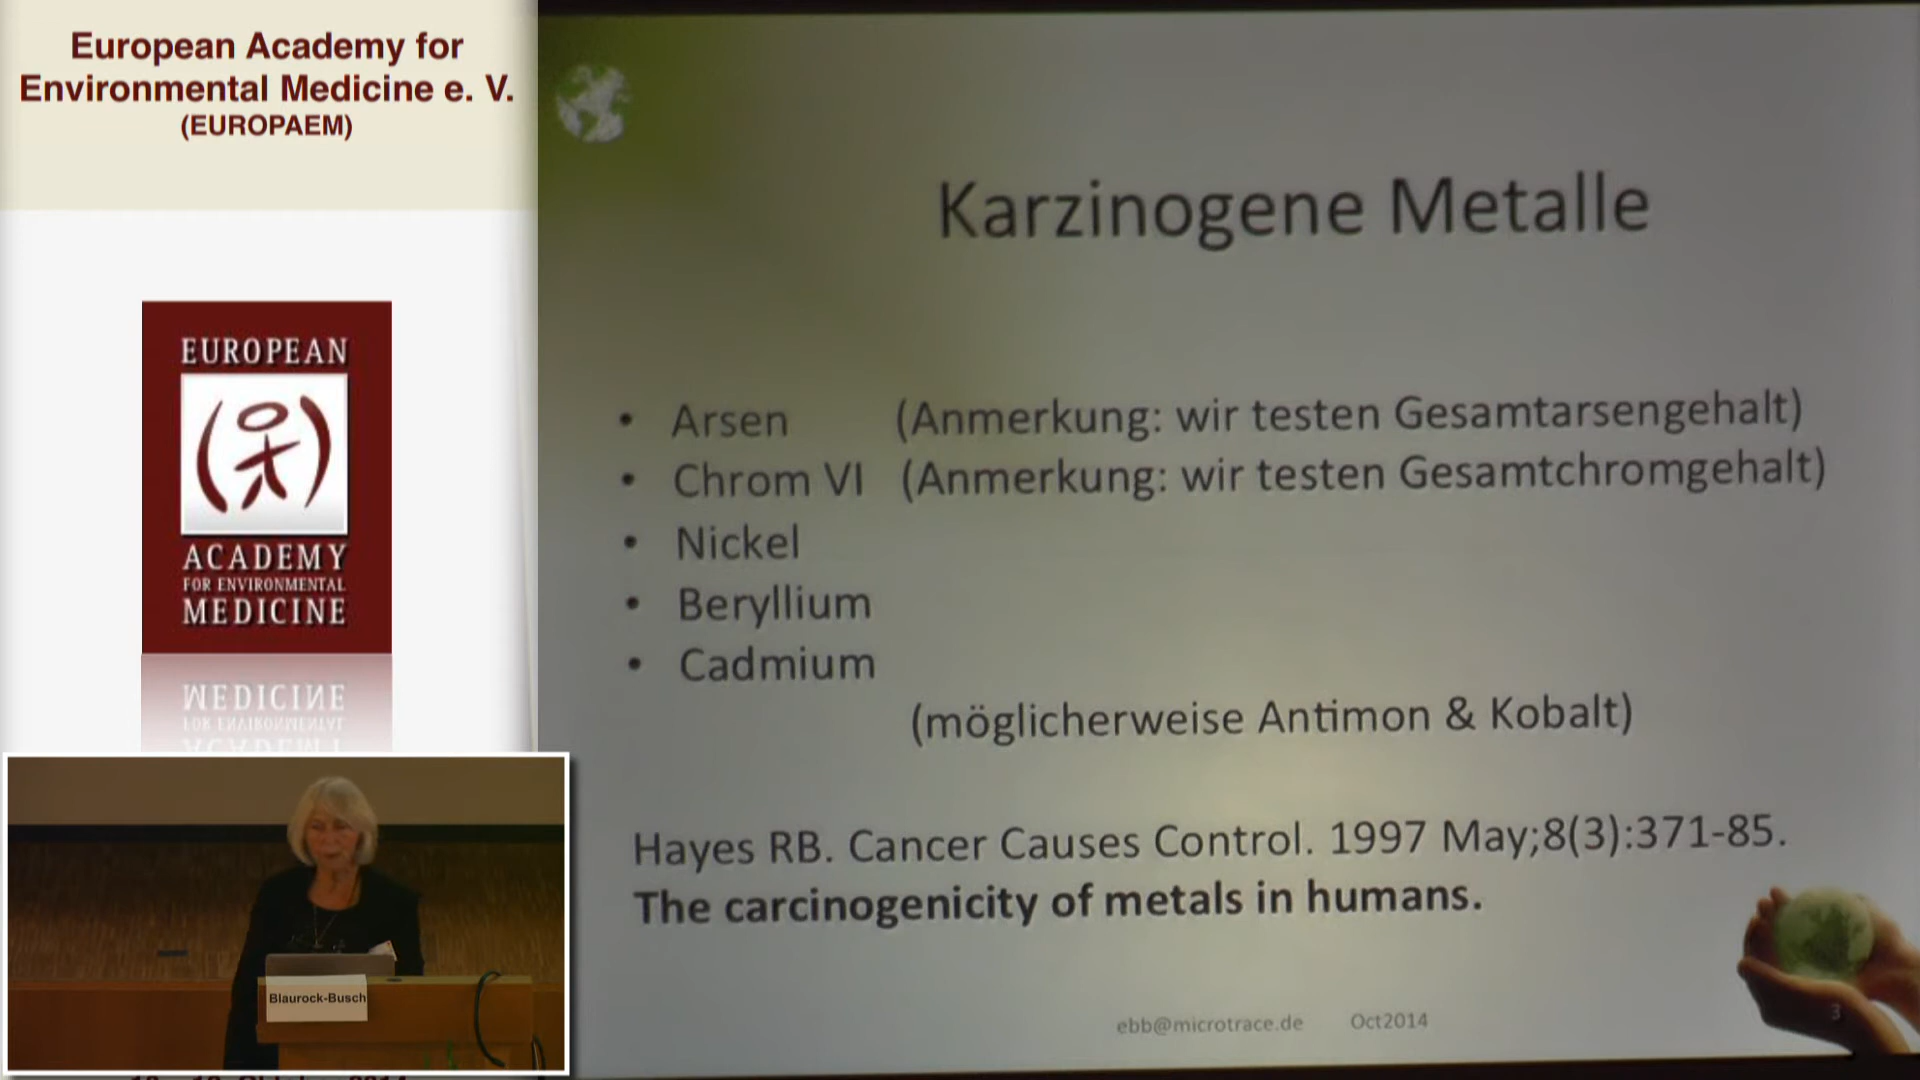 European Academy for
Environmental Medicine e. V.
(EUROPAEM)
EUROPEAN
ACADEMY
FOR ENVIRONMENTAL
MEDICINE
Blaurock-Busch
Karzinogene Metalle
• Arsen (Anmerkung: wir testen Gesamtarsengehalt)
• Chrom VI (Anmerkung: wir testen Gesamtchromgehalt)
• Nickel
• Beryllium
• Cadmium
(möglicherweise Antimon & Kobalt)
Hayes RB. Cancer Causes Control. 1997 May;8(3):371-85.
The carcinogenicity of metals in humans.
ebb@microtrace.de Oct2014
3